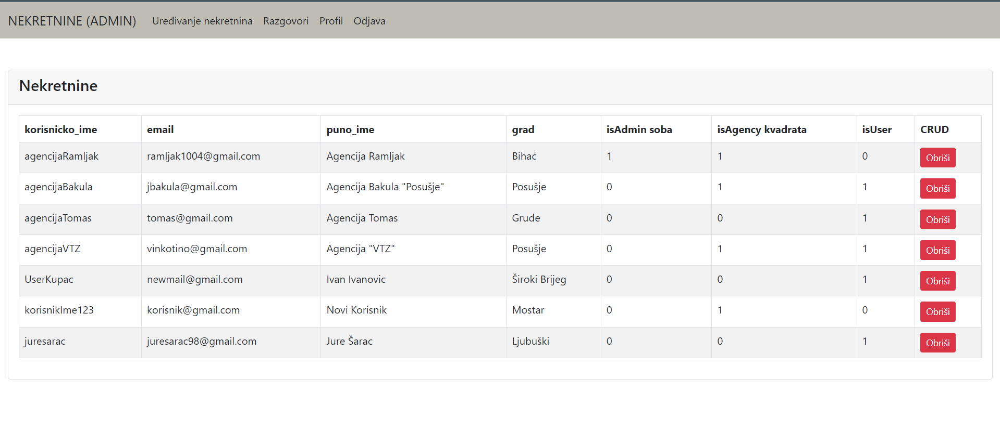 NEKRETNINE (ADMIN) Uređivanje nekretnina Razgovori Profil Odjava
Nekretnine
korisnicko_ime email puno_ime grad isAdmin soba isAgency kvadrata isUser CRUD
agencijaRamljak ramljak1004@gmail.com Agencija Ramljak Bihać 1 1 0 Obriši
agencijaBakula jbakula@gmail.com Agencija Bakula "Posušje" Posušje 0 1 1 Obriši
agencijaTomas tomas@gmail.com Agencija Tomas Grude 0 0 1 Obriši
agencijaVTZ vinkotino@gmail.com Agencija "VTZ" Posušje 0 1 1 Obriši
UserKupac newmail@gmail.com Ivan Ivanovic Široki Brijeg 0 0 1 Obriši
korisnikIme123 korisnik@gmail.com Novi Korisnik Mostar 0 1 0 Obriši
juresarac juresarac98@gmail.com Jure Šarac Ljubuški 0 0 1 Obriši